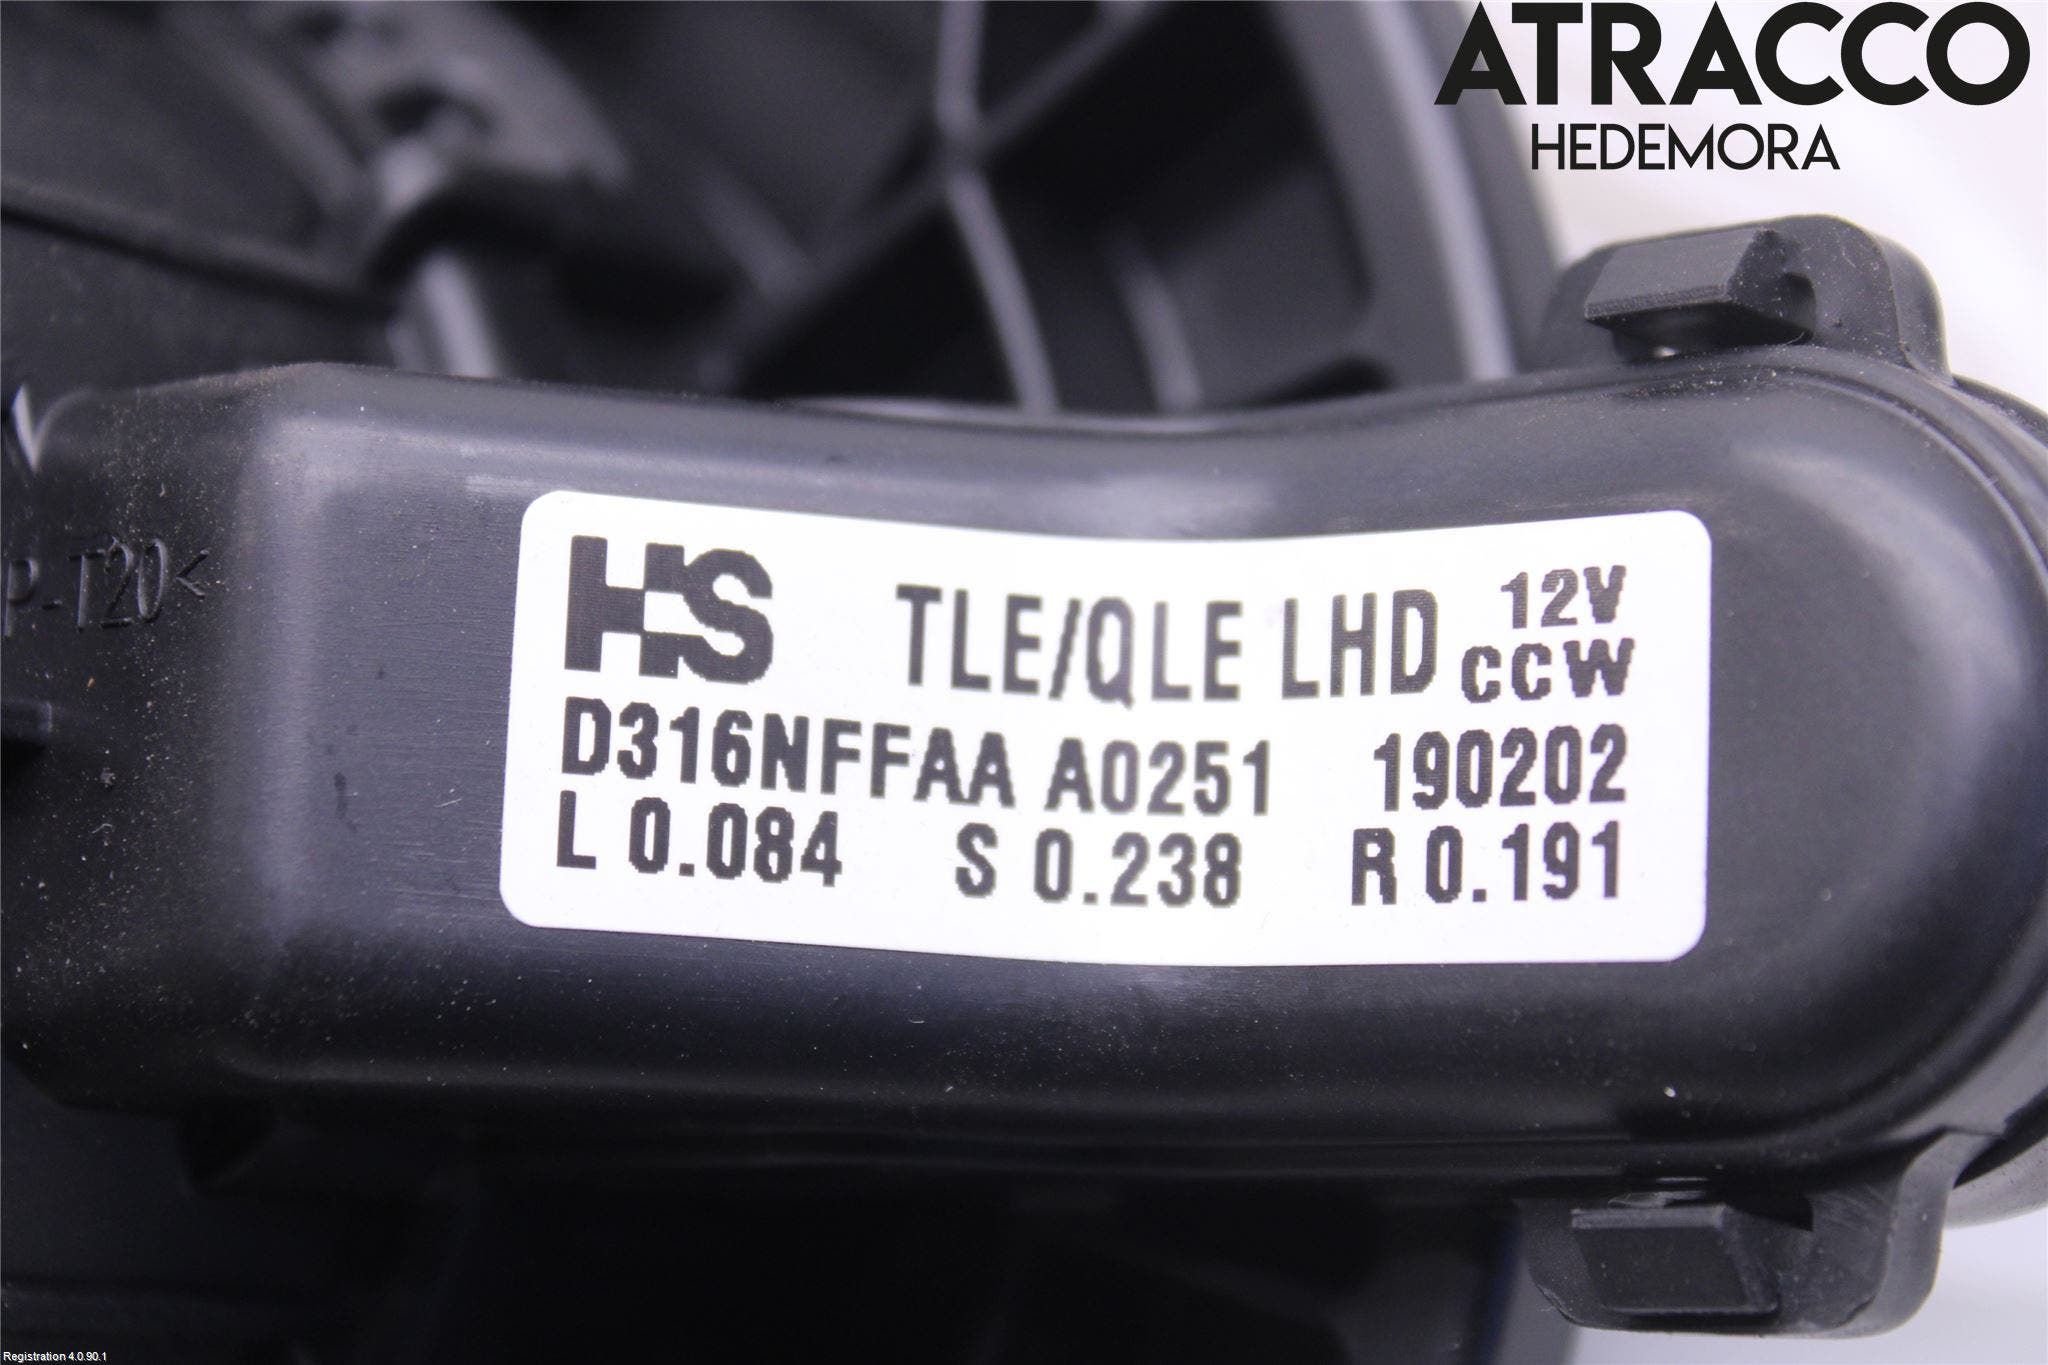 ATRACCO
HEDEMORA
P-T20<
HS TLE/QLE LHD 12V CCW
D316NFFAA A0251 190202
L 0.084 S 0.238 R 0.191
Registration 4.0.90.1